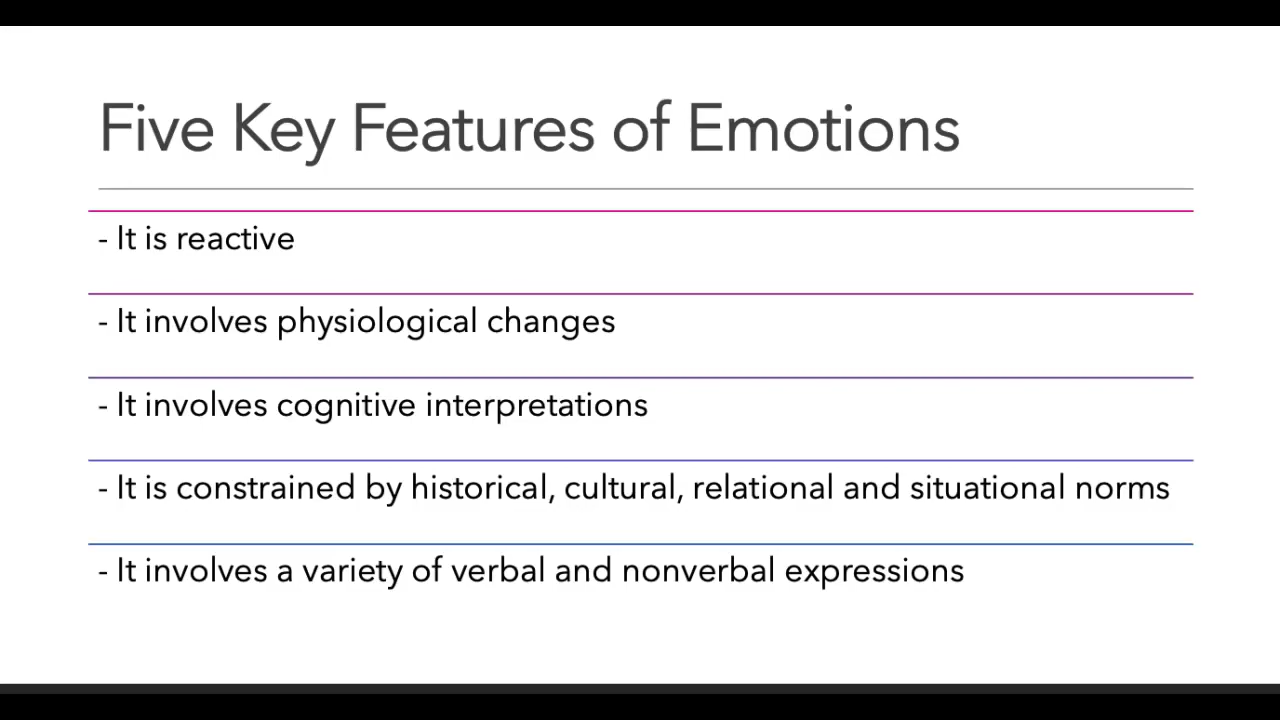 Five Key Features of Emotions
- It is reactive
- It involves physiological changes
- It involves cognitive interpretations
- It is constrained by historical, cultural, relational and situational norms
- It involves a variety of verbal and nonverbal expressions